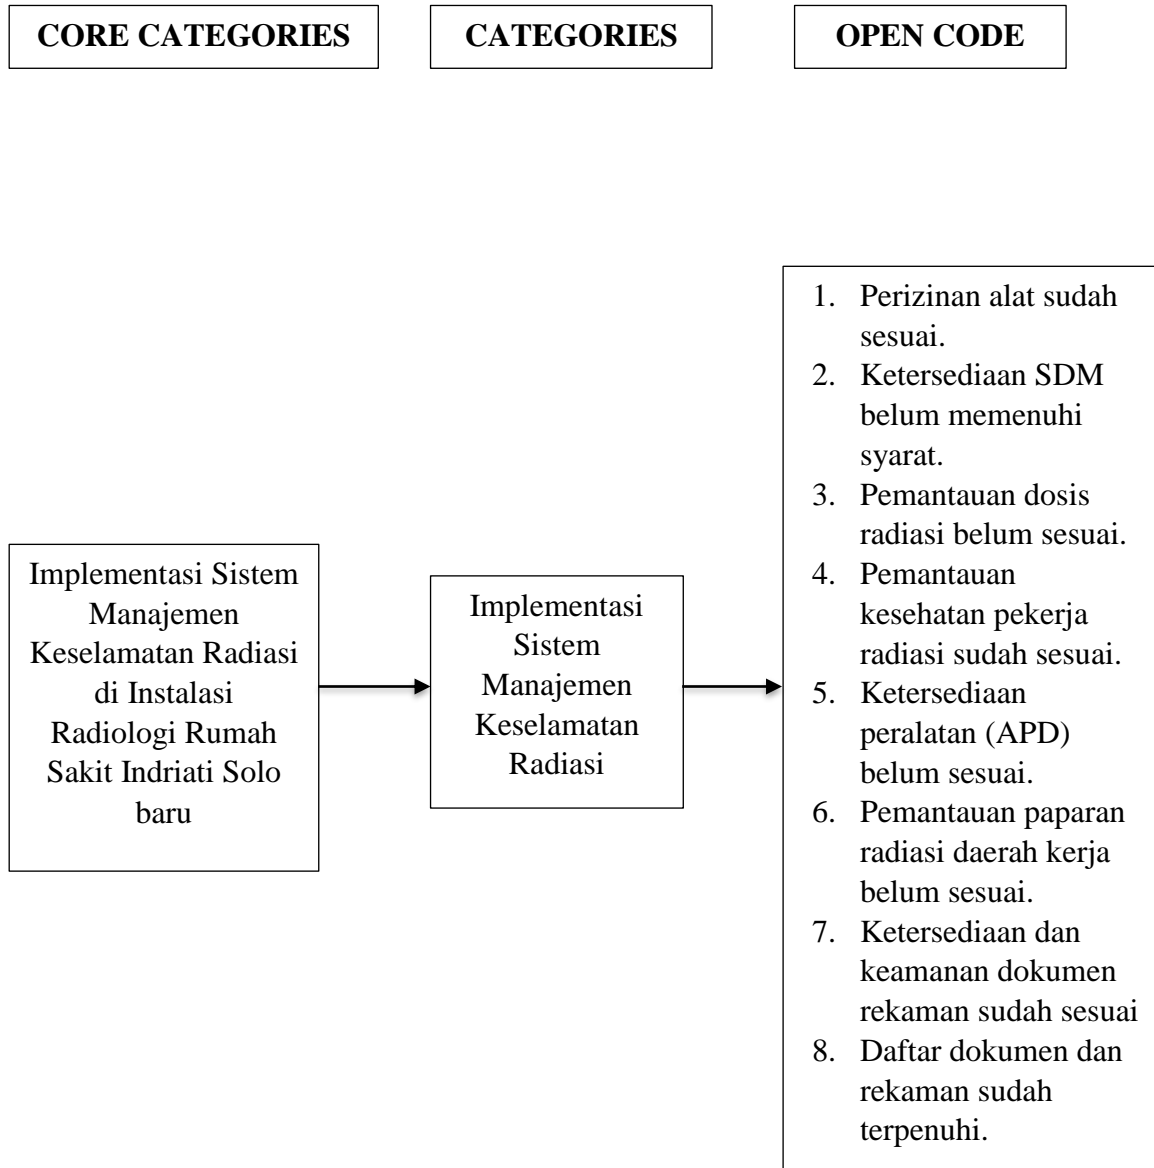 CORE CATEGORIES
CATEGORIES
OPEN CODE
Implementasi Sistem
Manajemen
Keselamatan Radiasi
di Instalasi
Radiologi Rumah
Sakit Indriati Solo
baru
Implementasi
Sistem
Manajemen
Keselamatan
Radiasi
1. Perizinan alat sudah
sesuai.
2. Ketersediaan SDM
belum memenuhi
syarat.
3. Pemantauan dosis
radiasi belum sesuai.
4. Pemantauan
kesehatan pekerja
radiasi sudah sesuai.
5. Ketersediaan
peralatan (APD)
belum sesuai.
6. Pemantauan paparan
radiasi daerah kerja
belum sesuai.
7. Ketersediaan dan
keamanan dokumen
rekaman sudah sesuai
8. Daftar dokumen dan
rekaman sudah
terpenuhi.